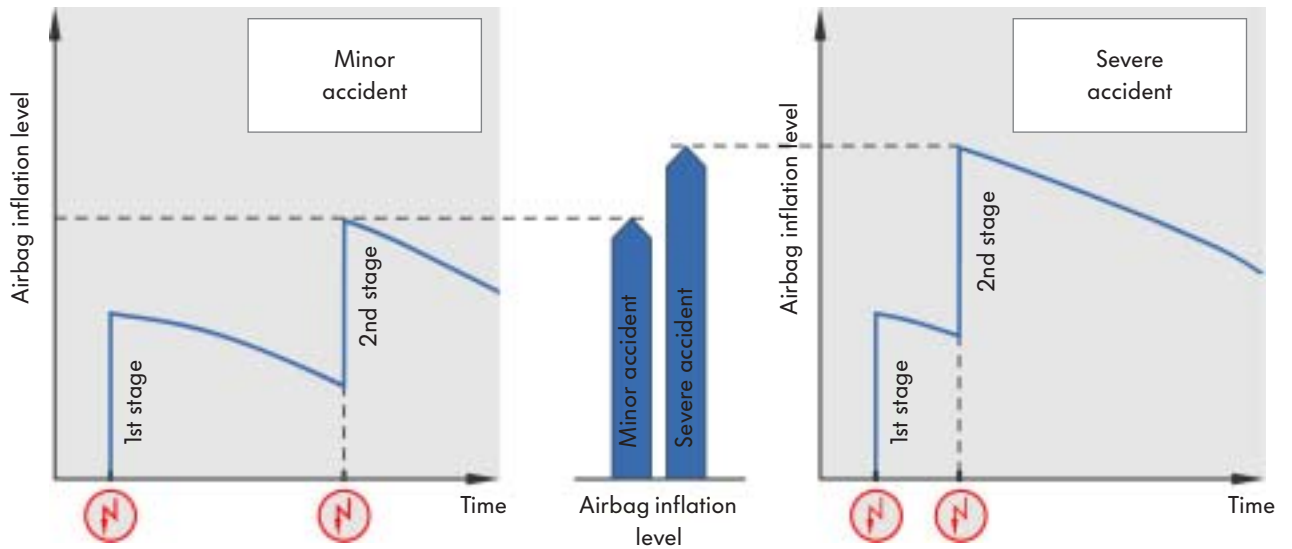 Minor
accident
Airbag inflation level
1st stage
2nd stage
Time
Minor accident
Severe accident
Airbag inflation
level
Severe
accident
Airbag inflation level
1st stage
2nd stage
Time